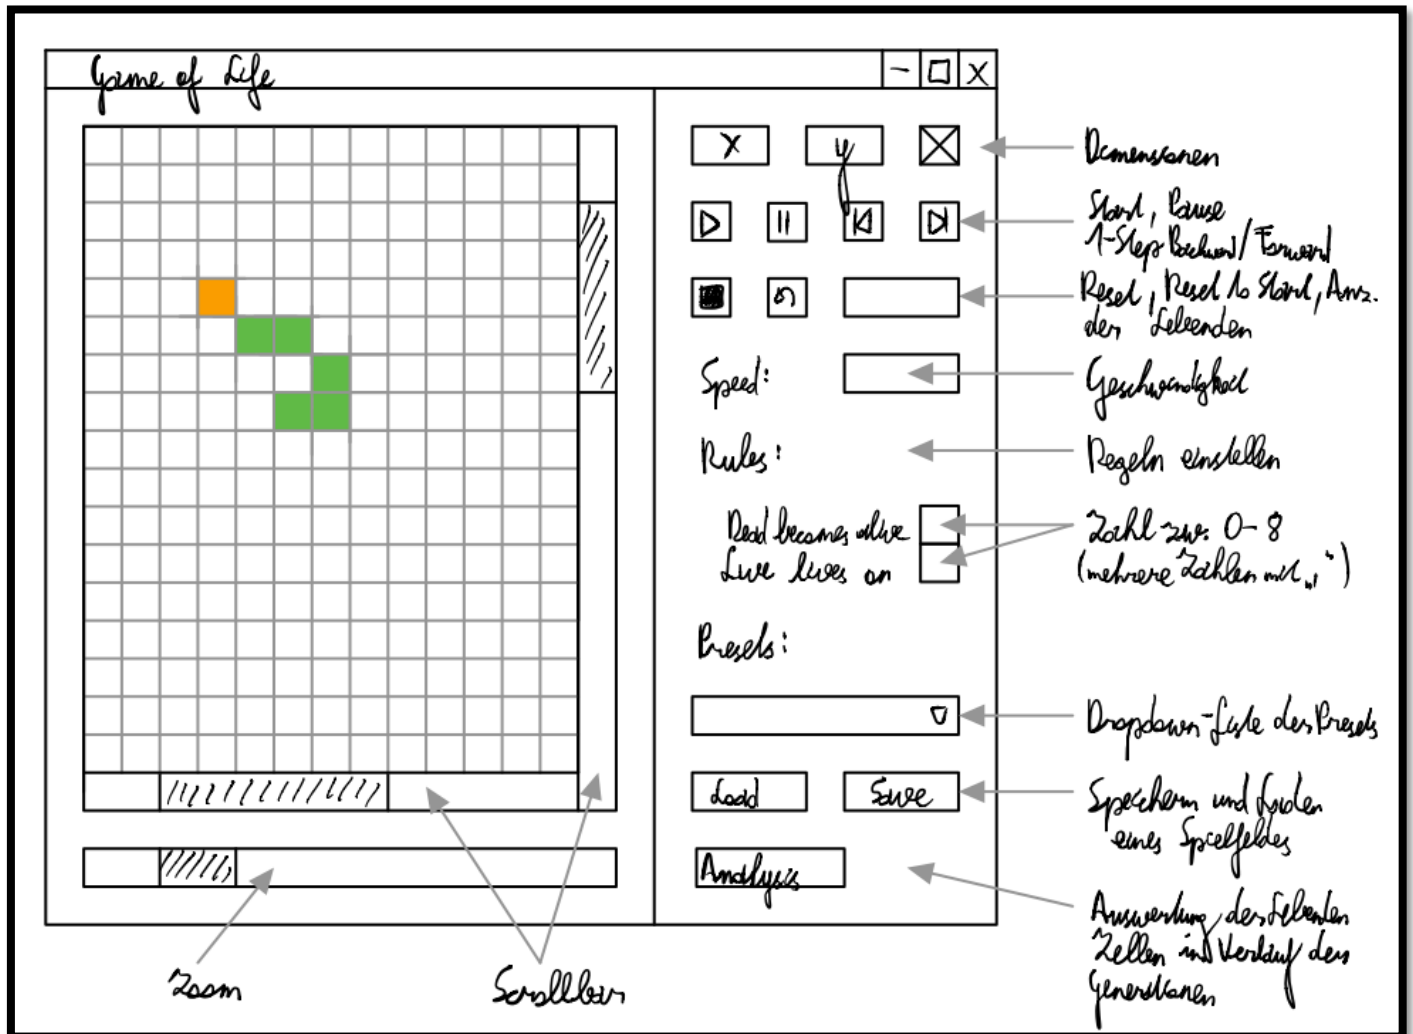 Game of Life
- □ X
X
y
Dimensionen
Start, Pause
1-Step Backward/Forward
Reset, Reset to Start, Anz.
der Lebenden
Speed:
Geschwindigkeit
Rules:
Regeln einstellen
Dead becomes alive
Live lives on
Zahl zw. 0-8
(mehrere Zahlen mit „,“)
Presets:
Dropdown-Liste der Presets
Load
Save
Speichern und Laden
eines Spielfeldes
Analysis
Auswertung der Lebenden
Zellen im Verlauf der
Generationen
Zoom
Scrollbar